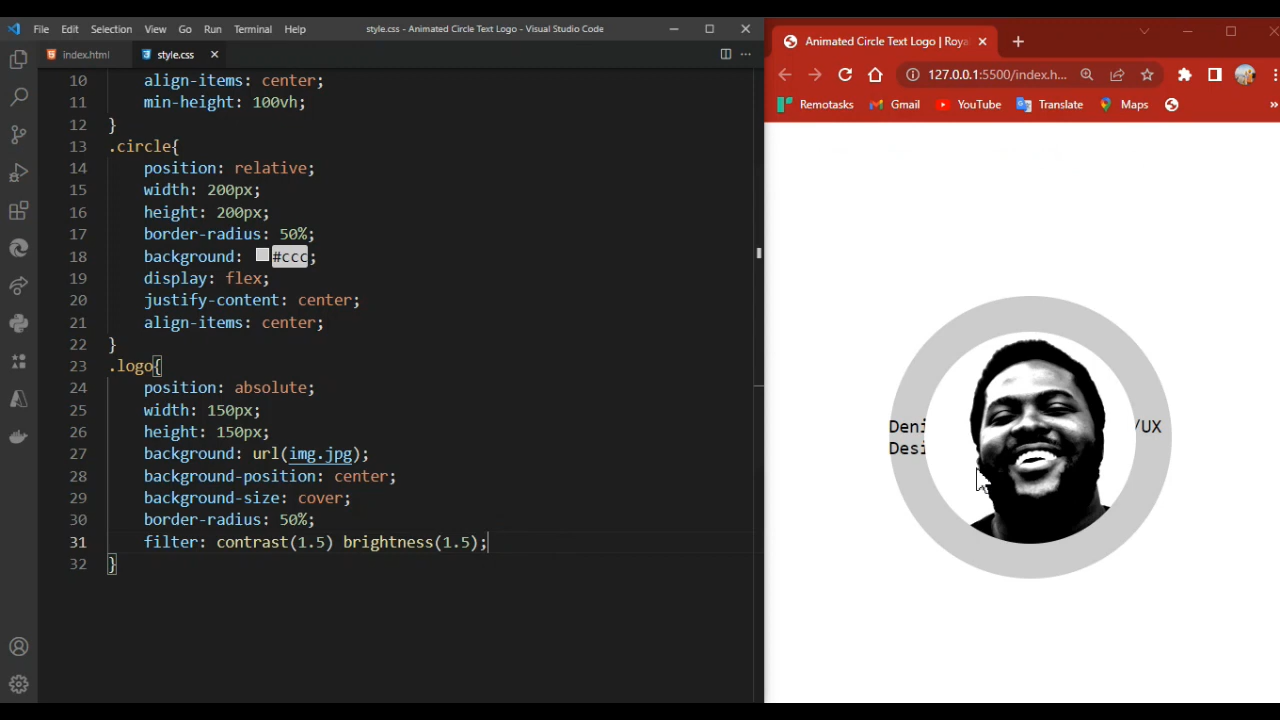 File Edit Selection View Go Run Terminal Help
style.css - Animated Circle Text Logo - Visual Studio Code
index.html
style.css
10 align-items: center;
11 min-height: 100vh;
12 }
13 .circle{
14 position: relative;
15 width: 200px;
16 height: 200px;
17 border-radius: 50%;
18 background: #ccc;
19 display: flex;
20 justify-content: center;
21 align-items: center;
22 }
23 .logo{
24 position: absolute;
25 width: 150px;
26 height: 150px;
27 background: url(img.jpg);
28 background-position: center;
29 background-size: cover;
30 border-radius: 50%;
31 filter: contrast(1.5) brightness(1.5);
32 }
Animated Circle Text Logo | Roya
127.0.0.1:5500/index.h...
Remotasks Gmail YouTube Translate Maps »
Deni /UX
Desi